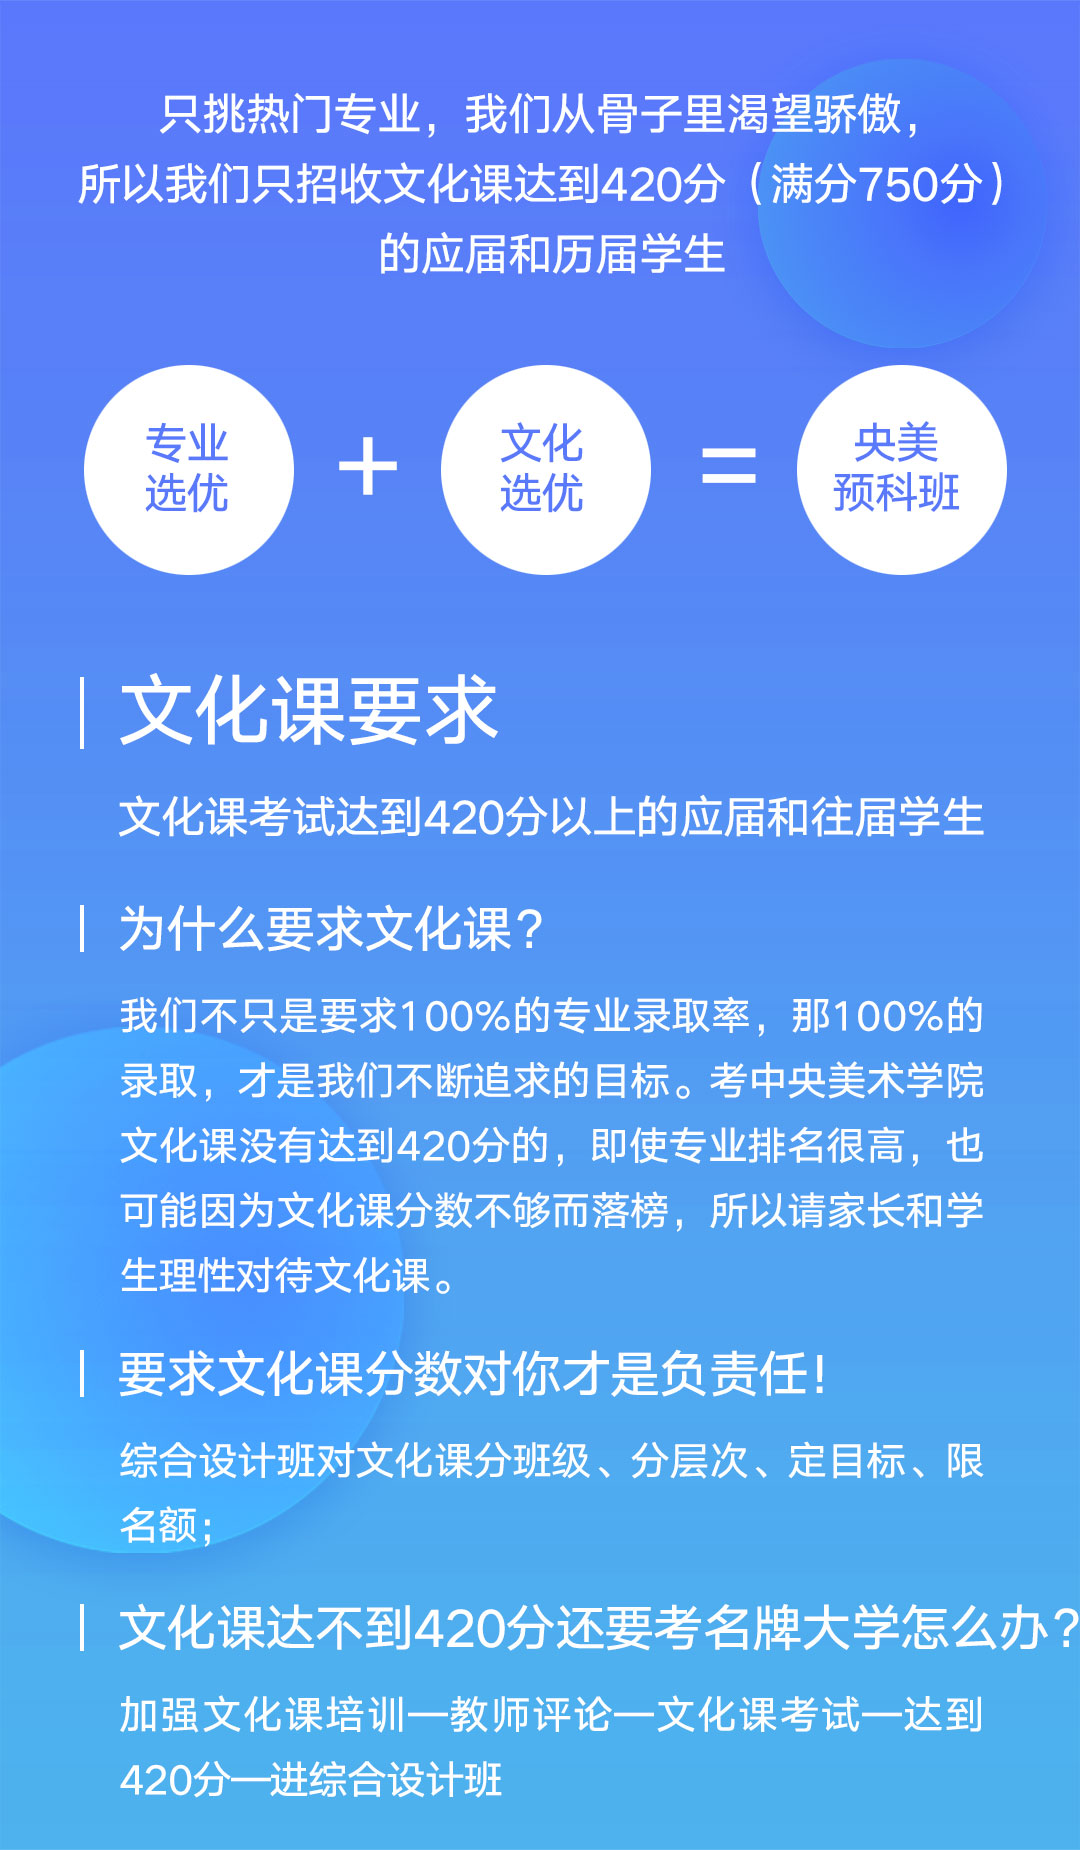 只挑热门专业，我们从骨子里渴望骄傲，
所以我们只招收文化课达到420分（满分750分）
的应届和历届学生
专业
选优
+
文化
选优
=
央美
预科班
文化课要求
文化课考试达到420分以上的应届和往届学生
为什么要求文化课?
我们不只是要求100%的专业录取率，那100%的
录取，才是我们不断追求的目标。考中央美术学院
文化课没有达到420分的，即使专业排名很高，也
可能因为文化课分数不够而落榜，所以请家长和学
生理性对待文化课。
要求文化课分数对你才是负责任!
综合设计班对文化课分班级、分层次、定目标、限
名额;
文化课达不到420分还要考名牌大学怎么办?
加强文化课培训—教师评论—文化课考试—达到
420分—进综合设计班